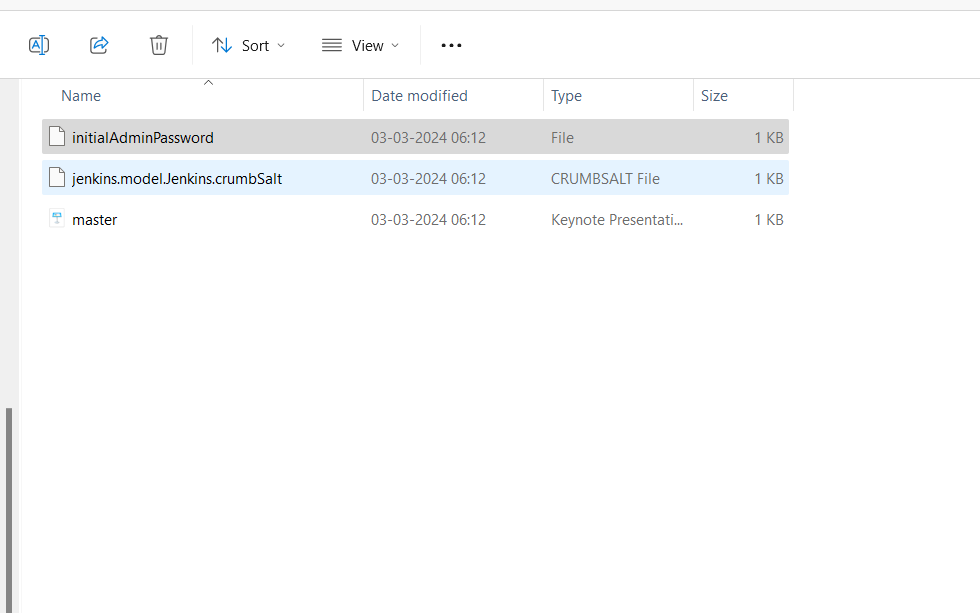 Sort View
Name Date modified Type Size
initialAdminPassword 03-03-2024 06:12 File 1 KB
jenkins.model.Jenkins.crumbSalt 03-03-2024 06:12 CRUMBSALT File 1 KB
master 03-03-2024 06:12 Keynote Presentati... 1 KB